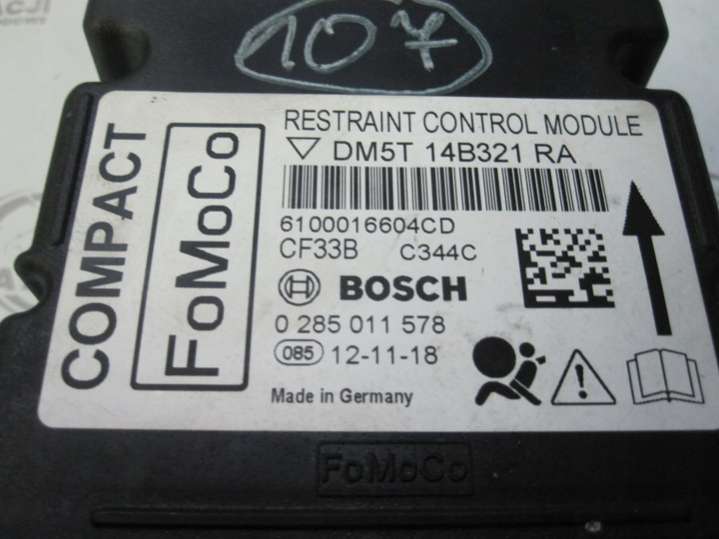 107
COMPACT
FoMoCo
RESTRAINT CONTROL MODULE
DM5T 14B321 RA
6100016604CD
CF33B C344C
BOSCH
0 285 011 578
085 12-11-18
Made in Germany
FoMoCo